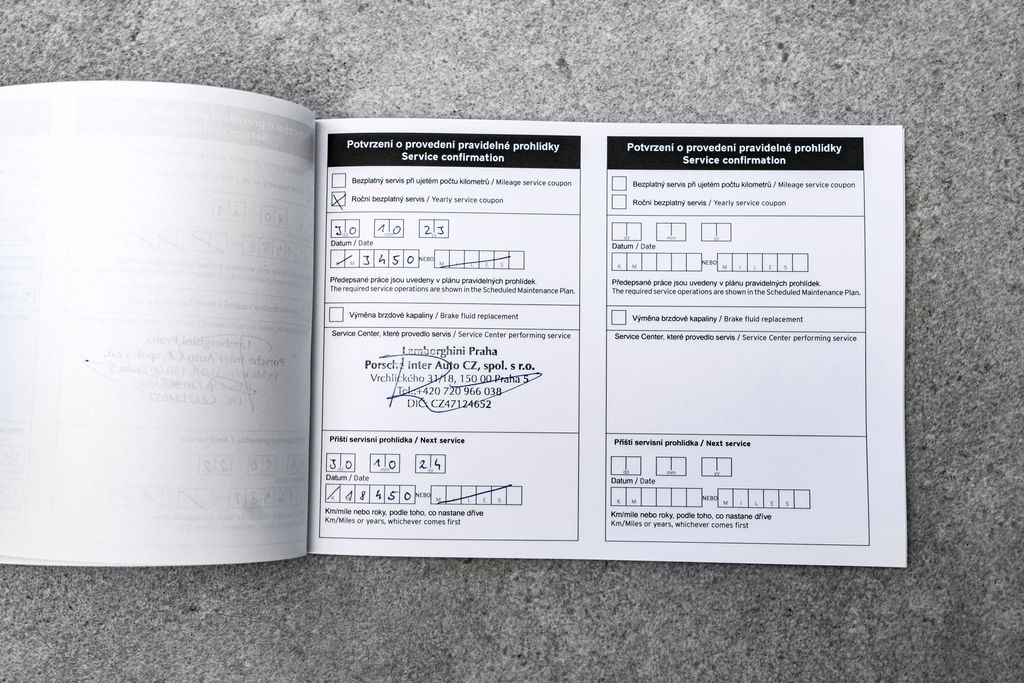 Potvrzení o provedení pravidelné prohlídky
Service confirmation
Bezplatný servis při ujetém počtu kilometrů / Mileage service coupon
Roční bezplatný servis / Yearly service coupon
30 10 23
Datum / Date
13450 NEBO MILES
Předepsané práce jsou uvedeny v plánu pravidelných prohlídek.
The required service operations are shown in the Scheduled Maintenance Plan.
Výměna brzdové kapaliny / Brake fluid replacement
Service Center, které provedlo servis / Service Center performing service
Lamborghini Praha
Porsche Inter Auto CZ, spol. s r.o.
Vrchlického 31/18, 150 00 Praha 5
Tel.:+420 720 966 038
DIČ: CZ47124652
Příští servisní prohlídka / Next service
30 10 24
Datum / Date
18450 NEBO MILES
Km/míle nebo roky, podle toho, co nastane dříve
Km/Miles or years, whichever comes first
Potvrzení o provedení pravidelné prohlídky
Service confirmation
Bezplatný servis při ujetém počtu kilometrů / Mileage service coupon
Roční bezplatný servis / Yearly service coupon
dd mm yy
Datum / Date
KM NEBO MILES
Předepsané práce jsou uvedeny v plánu pravidelných prohlídek.
The required service operations are shown in the Scheduled Maintenance Plan.
Výměna brzdové kapaliny / Brake fluid replacement
Service Center, které provedlo servis / Service Center performing service
Příští servisní prohlídka / Next service
dd mm yy
Datum / Date
KM NEBO MILES
Km/míle nebo roky, podle toho, co nastane dříve
Km/Miles or years, whichever comes first